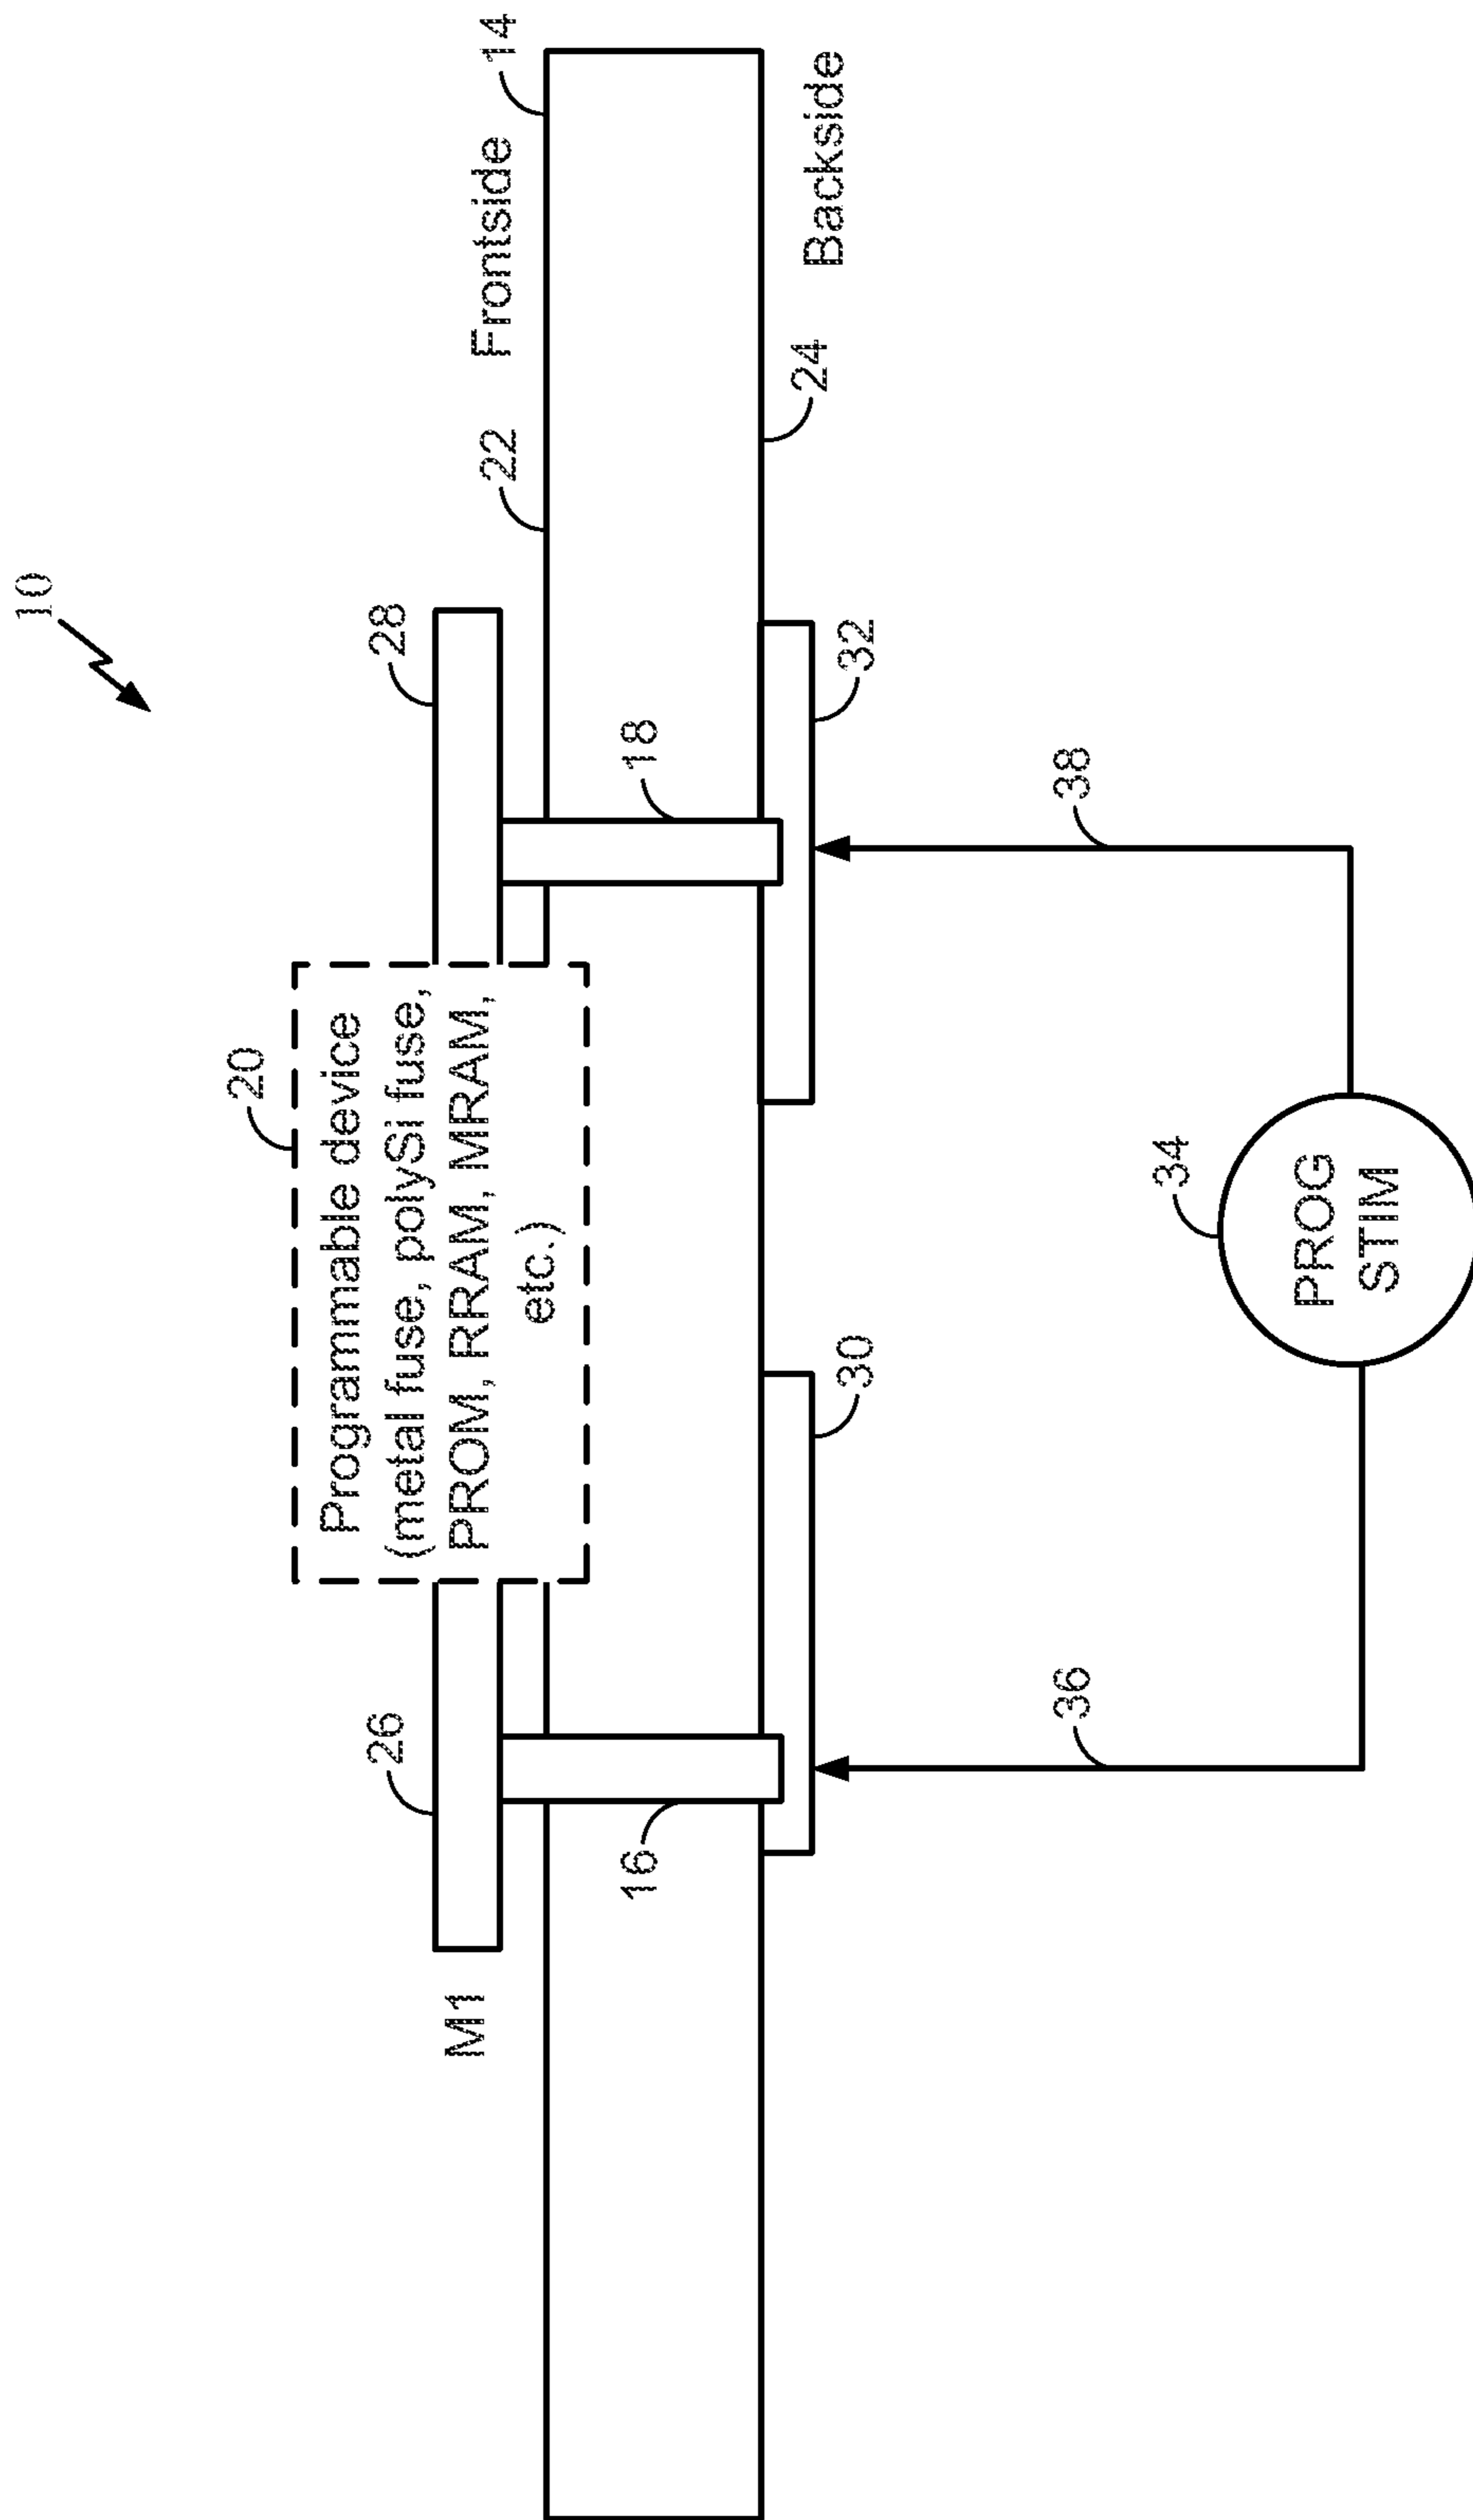 10
28
22
Frontside
14
20
Programmable device
(metal fuse, polySi fuse,
PROM, RRAM, MRAM,
etc.)
26
M1
18
16
24
Backside
32
30
38
36
34
PROG
STIM